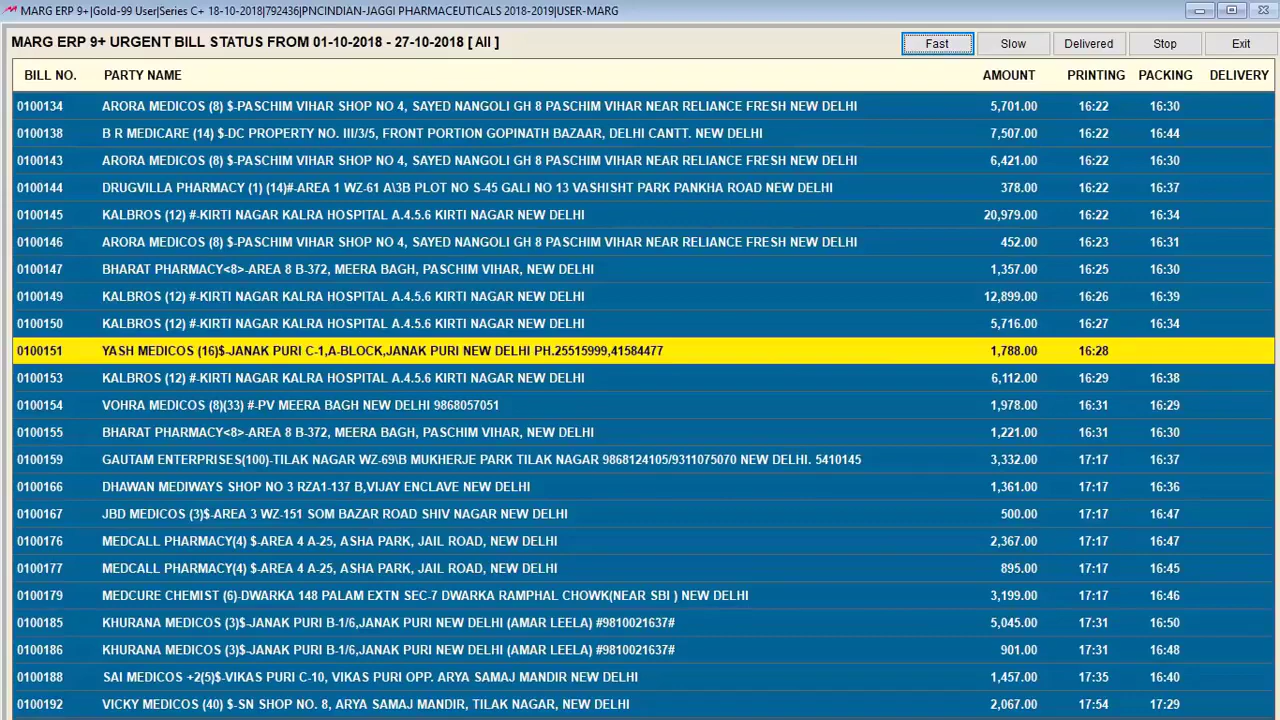 MARG ERP 9+|Gold-99 User|Series C+ 18-10-2018|792436|PNCINDIAN-JAGGI PHARMACEUTICALS 2018-2019|USER-MARG
MARG ERP 9+ URGENT BILL STATUS FROM 01-10-2018 - 27-10-2018 [ All ] Fast Slow Delivered Stop Exit
BILL NO. PARTY NAME AMOUNT PRINTING PACKING DELIVERY
0100134 ARORA MEDICOS (8) $-PASCHIM VIHAR SHOP NO 4, SAYED NANGOLI GH 8 PASCHIM VIHAR NEAR RELIANCE FRESH NEW DELHI 5,701.00 16:22 16:30
0100138 B R MEDICARE (14) $-DC PROPERTY NO. III/3/5, FRONT PORTION GOPINATH BAZAAR, DELHI CANTT. NEW DELHI 7,507.00 16:22 16:44
0100143 ARORA MEDICOS (8) $-PASCHIM VIHAR SHOP NO 4, SAYED NANGOLI GH 8 PASCHIM VIHAR NEAR RELIANCE FRESH NEW DELHI 6,421.00 16:22 16:30
0100144 DRUGVILLA PHARMACY (1) (14)#-AREA 1 WZ-61 A\3B PLOT NO S-45 GALI NO 13 VASHISHT PARK PANKHA ROAD NEW DELHI 378.00 16:22 16:37
0100145 KALBROS (12) #-KIRTI NAGAR KALRA HOSPITAL A.4.5.6 KIRTI NAGAR NEW DELHI 20,979.00 16:22 16:34
0100146 ARORA MEDICOS (8) $-PASCHIM VIHAR SHOP NO 4, SAYED NANGOLI GH 8 PASCHIM VIHAR NEAR RELIANCE FRESH NEW DELHI 452.00 16:23 16:31
0100147 BHARAT PHARMACY<8>-AREA 8 B-372, MEERA BAGH, PASCHIM VIHAR, NEW DELHI 1,357.00 16:25 16:30
0100149 KALBROS (12) #-KIRTI NAGAR KALRA HOSPITAL A.4.5.6 KIRTI NAGAR NEW DELHI 12,899.00 16:26 16:39
0100150 KALBROS (12) #-KIRTI NAGAR KALRA HOSPITAL A.4.5.6 KIRTI NAGAR NEW DELHI 5,716.00 16:27 16:34
0100151 YASH MEDICOS (16)$-JANAK PURI C-1,A-BLOCK,JANAK PURI NEW DELHI PH.25515999,41584477 1,788.00 16:28
0100153 KALBROS (12) #-KIRTI NAGAR KALRA HOSPITAL A.4.5.6 KIRTI NAGAR NEW DELHI 6,112.00 16:29 16:38
0100154 VOHRA MEDICOS (8)(33) #-PV MEERA BAGH NEW DELHI 9868057051 1,978.00 16:31 16:29
0100155 BHARAT PHARMACY<8>-AREA 8 B-372, MEERA BAGH, PASCHIM VIHAR, NEW DELHI 1,221.00 16:31 16:30
0100159 GAUTAM ENTERPRISES(100)-TILAK NAGAR WZ-69\B MUKHERJE PARK TILAK NAGAR 9868124105/9311075070 NEW DELHI. 5410145 3,332.00 17:17 16:37
0100166 DHAWAN MEDIWAYS SHOP NO 3 RZA1-137 B,VIJAY ENCLAVE NEW DELHI 1,361.00 17:17 16:36
0100167 JBD MEDICOS (3)$-AREA 3 WZ-151 SOM BAZAR ROAD SHIV NAGAR NEW DELHI 500.00 17:17 16:47
0100176 MEDCALL PHARMACY(4) $-AREA 4 A-25, ASHA PARK, JAIL ROAD, NEW DELHI 2,367.00 17:17 16:47
0100177 MEDCALL PHARMACY(4) $-AREA 4 A-25, ASHA PARK, JAIL ROAD, NEW DELHI 895.00 17:17 16:45
0100179 MEDCURE CHEMIST (6)-DWARKA 148 PALAM EXTN SEC-7 DWARKA RAMPHAL CHOWK(NEAR SBI ) NEW DELHI 3,199.00 17:17 16:46
0100185 KHURANA MEDICOS (3)$-JANAK PURI B-1/6,JANAK PURI NEW DELHI (AMAR LEELA) #9810021637# 5,045.00 17:31 16:50
0100186 KHURANA MEDICOS (3)$-JANAK PURI B-1/6,JANAK PURI NEW DELHI (AMAR LEELA) #9810021637# 901.00 17:31 16:48
0100188 SAI MEDICOS +2(5)$-VIKAS PURI C-10, VIKAS PURI OPP. ARYA SAMAJ MANDIR NEW DELHI 1,457.00 17:35 16:40
0100192 VICKY MEDICOS (40) $-SN SHOP NO. 8, ARYA SAMAJ MANDIR, TILAK NAGAR, NEW DELHI 2,067.00 17:54 17:29